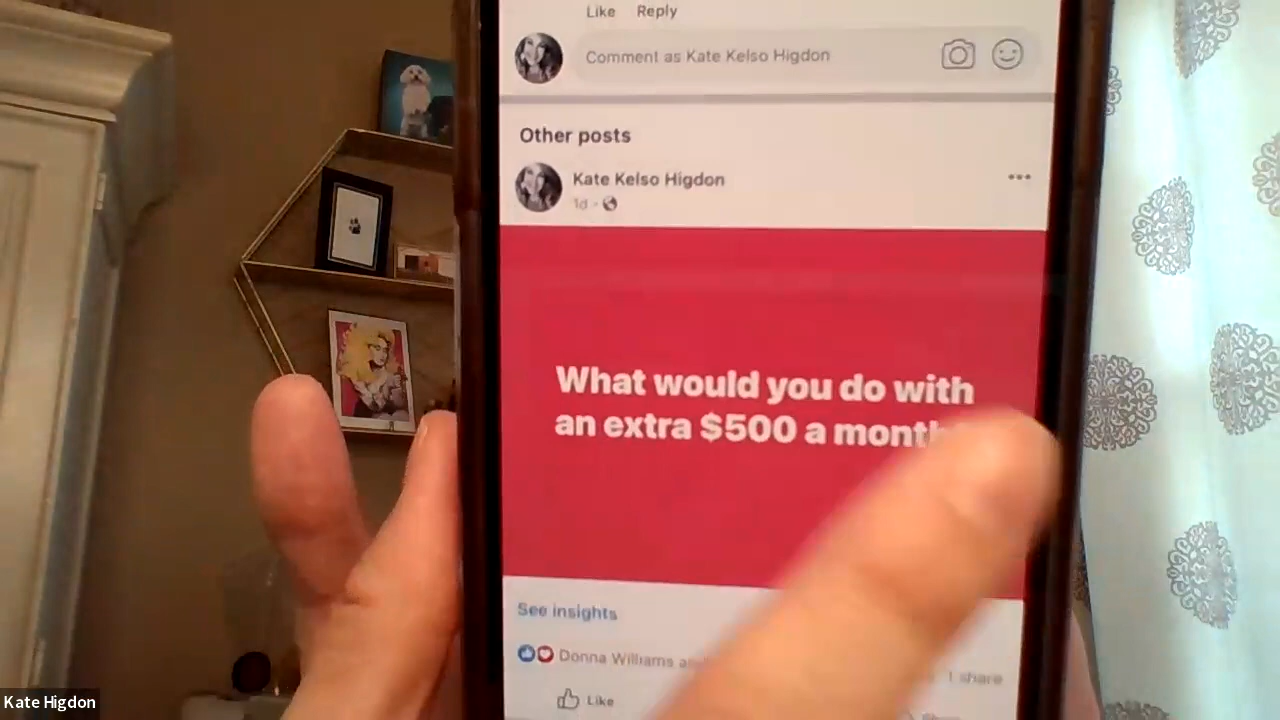 Like Reply
Comment as Kate Kelso Higdon
Other posts
Kate Kelso Higdon
1d
What would you do with
an extra $500 a month
See insights
Donna Williams
1 share
Like
Kate Higdon